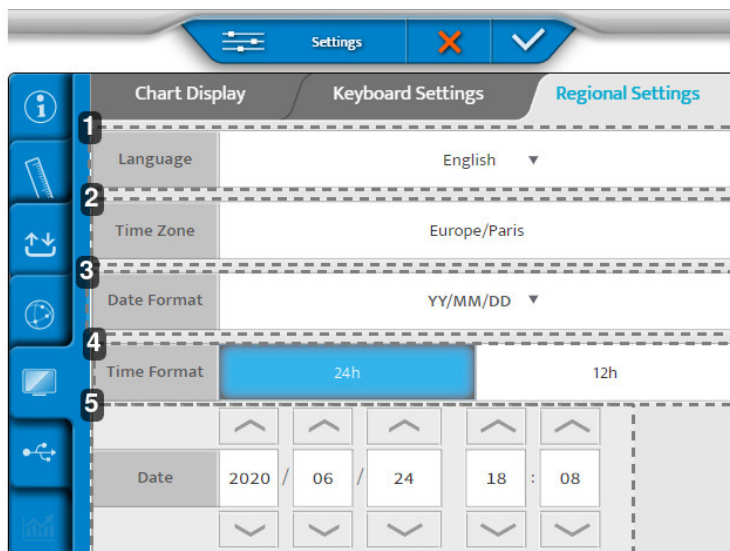 Settings
Chart Display Keyboard Settings Regional Settings
1
Language English ▼
2
Time Zone Europe/Paris
3
Date Format YY/MM/DD ▼
4
Time Format 24h 12h
5
Date 2020 / 06 / 24 18 : 08